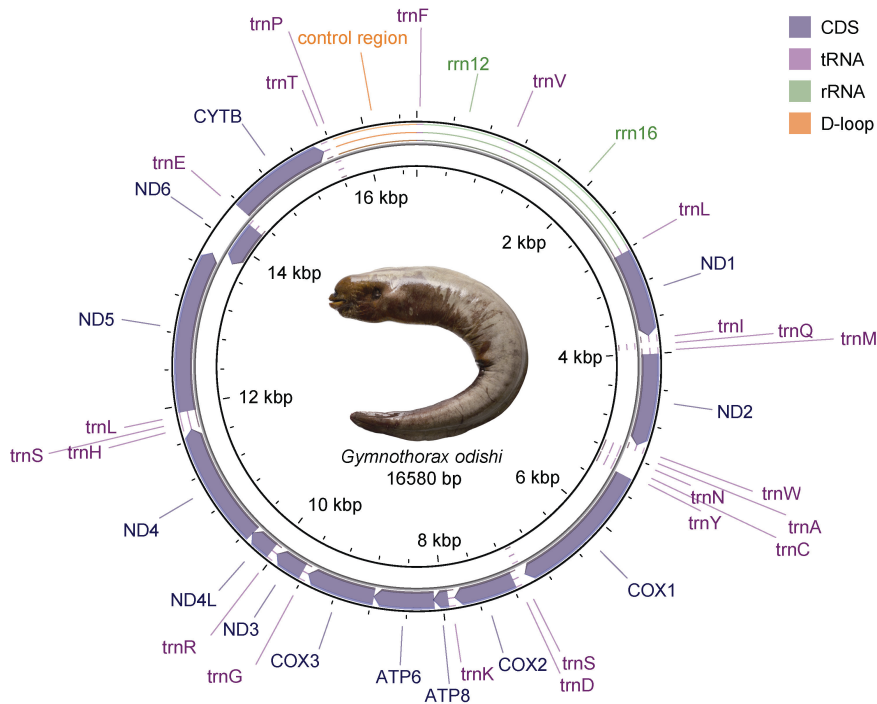 trnF
trnP
control region
CDS
tRNA
rRNA
D-loop
rrn12
trnT
trnV
CYTB
rrn16
trnE
ND6
16 kbp
trnL
2 kbp
ND1
14 kbp
ND5
trnI
trnQ
trnM
4 kbp
12 kbp
ND2
trnL
trnS
trnH
Gymnothorax odishi
16580 bp
6 kbp
trnW
trnN
trnA
10 kbp
trnY
ND4
8 kbp
trnC
COX1
ND4L
ND3
trnR
COX3
COX2
trnS
trnG
ATP6
trnK
trnD
ATP8